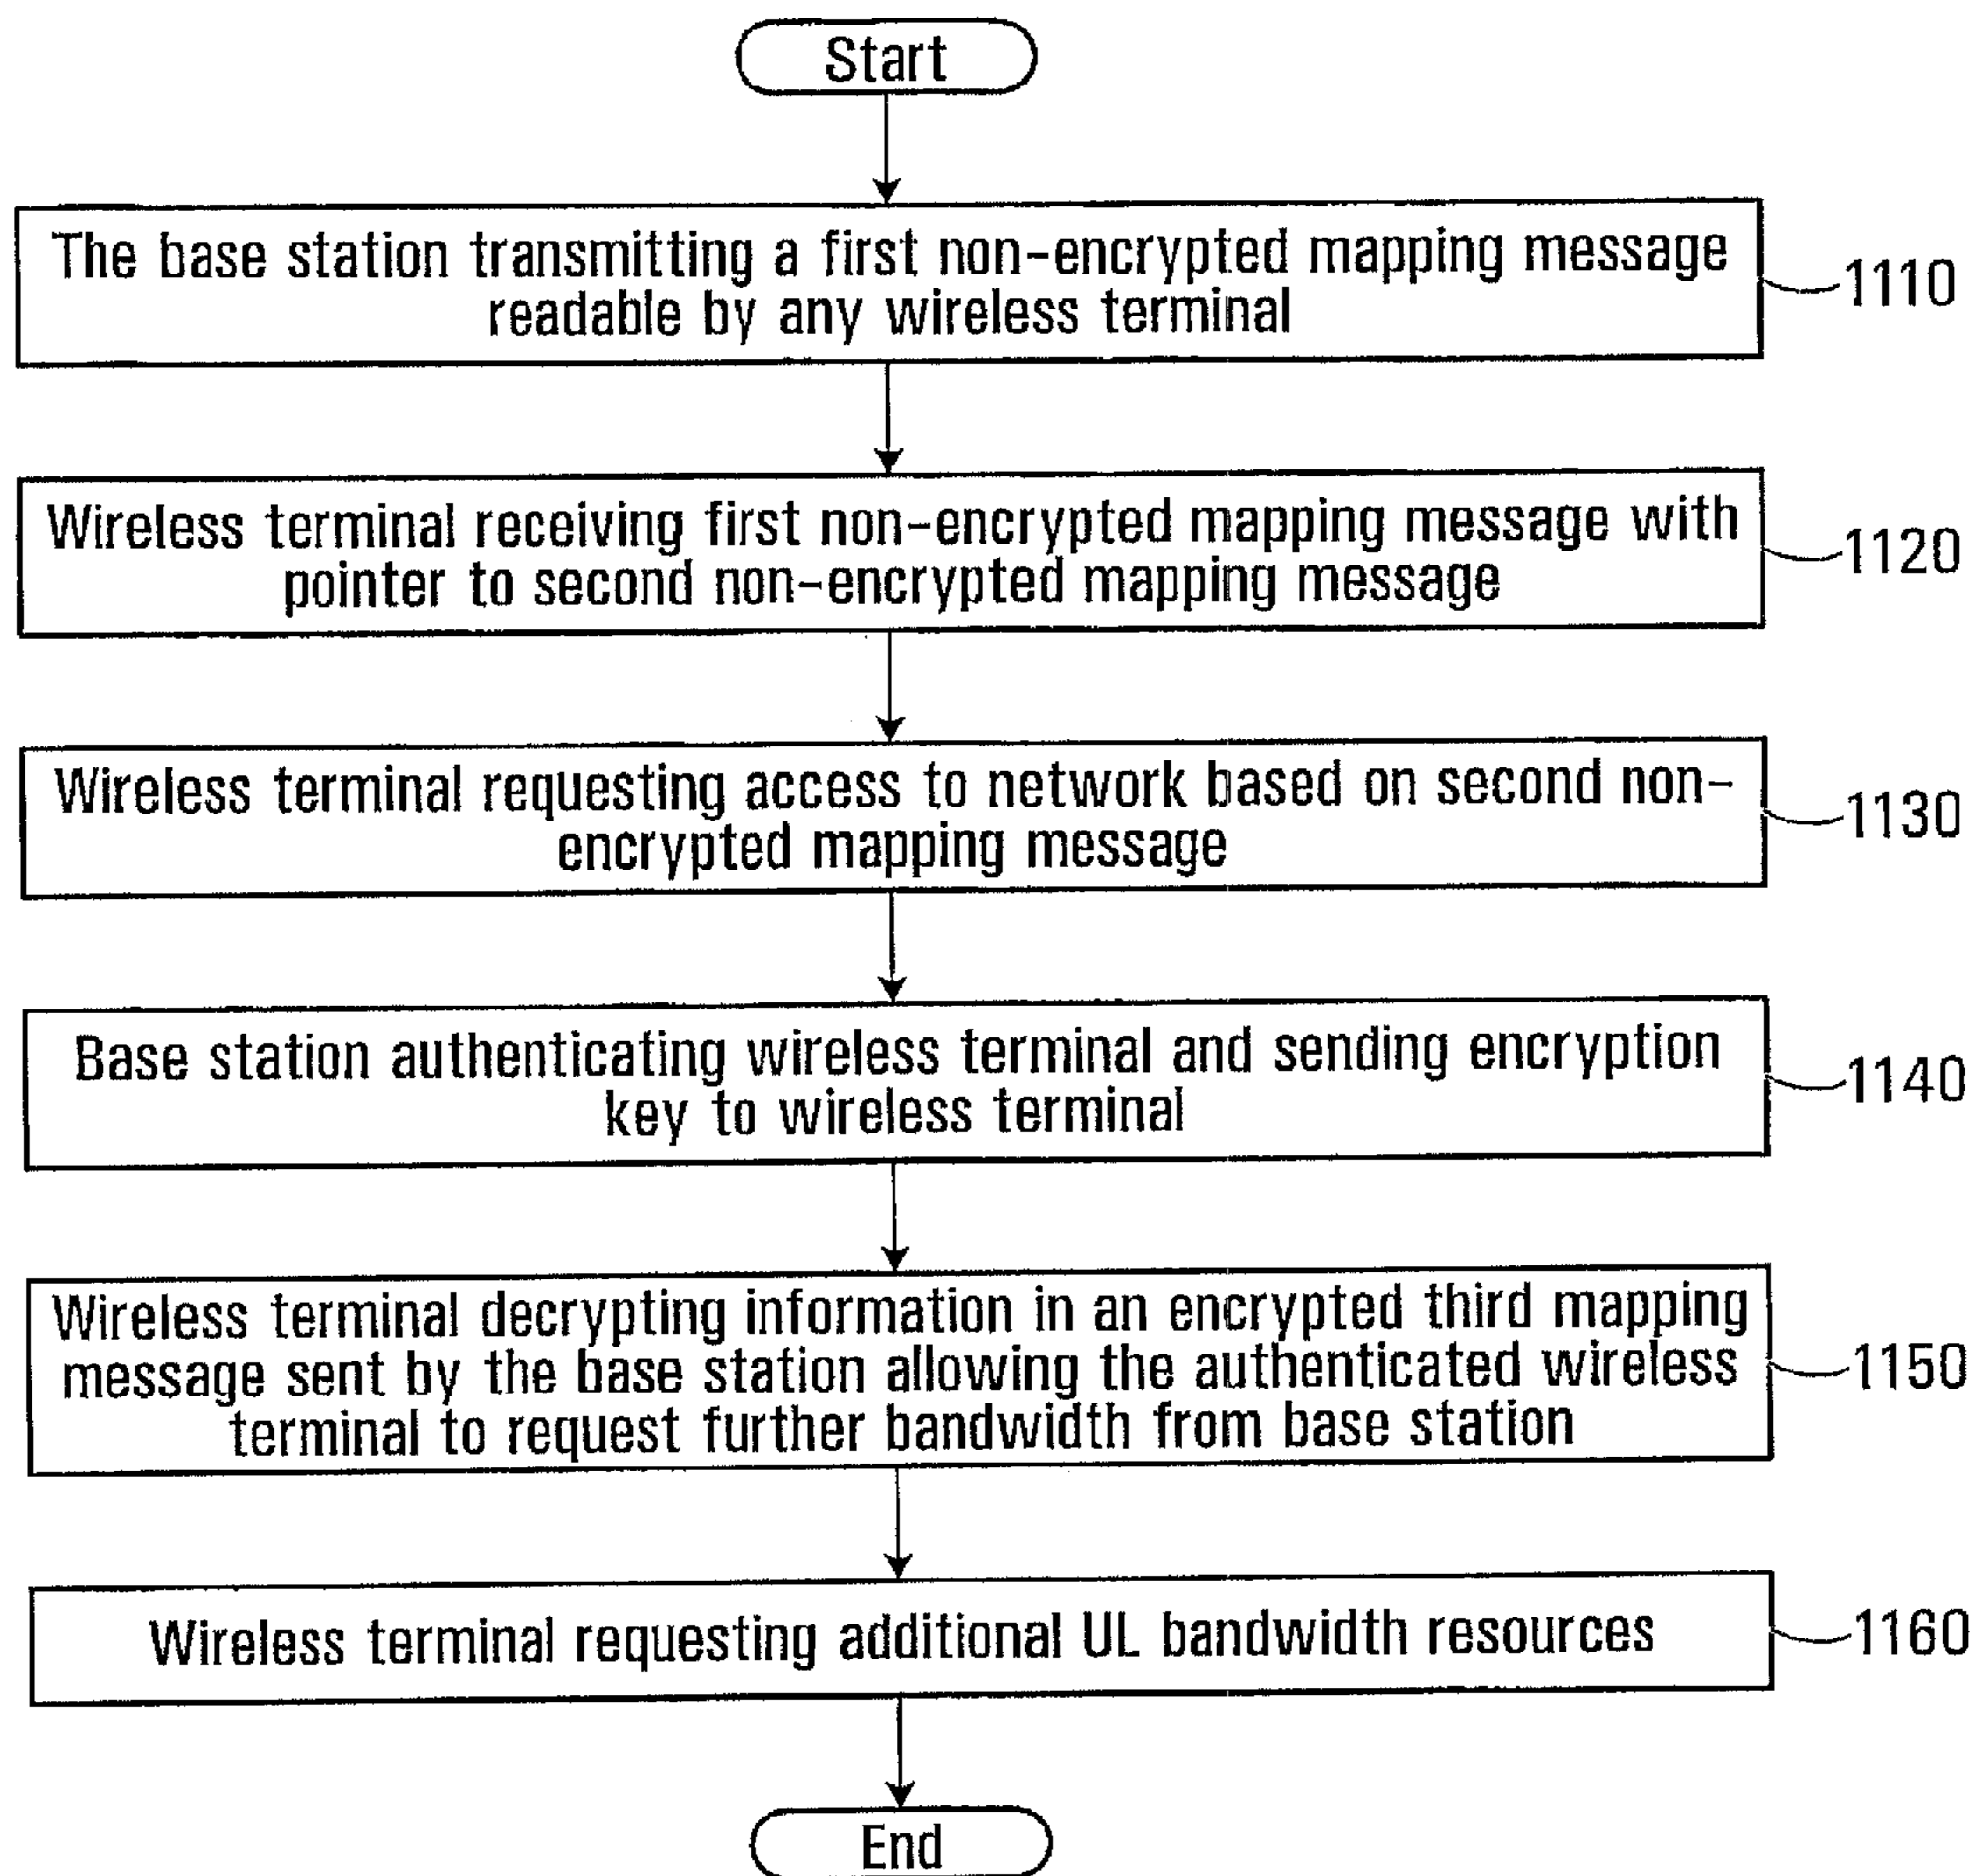 Start
The base station transmitting a first non-encrypted mapping message
readable by any wireless terminal
1110
Wireless terminal receiving first non-encrypted mapping message with
pointer to second non-encrypted mapping message
1120
Wireless terminal requesting access to network based on second non-
encrypted mapping message
1130
Base station authenticating wireless terminal and sending encryption
key to wireless terminal
1140
Wireless terminal decrypting information in an encrypted third mapping
message sent by the base station allowing the authenticated wireless
terminal to request further bandwidth from base station
1150
Wireless terminal requesting additional UL bandwidth resources
1160
End